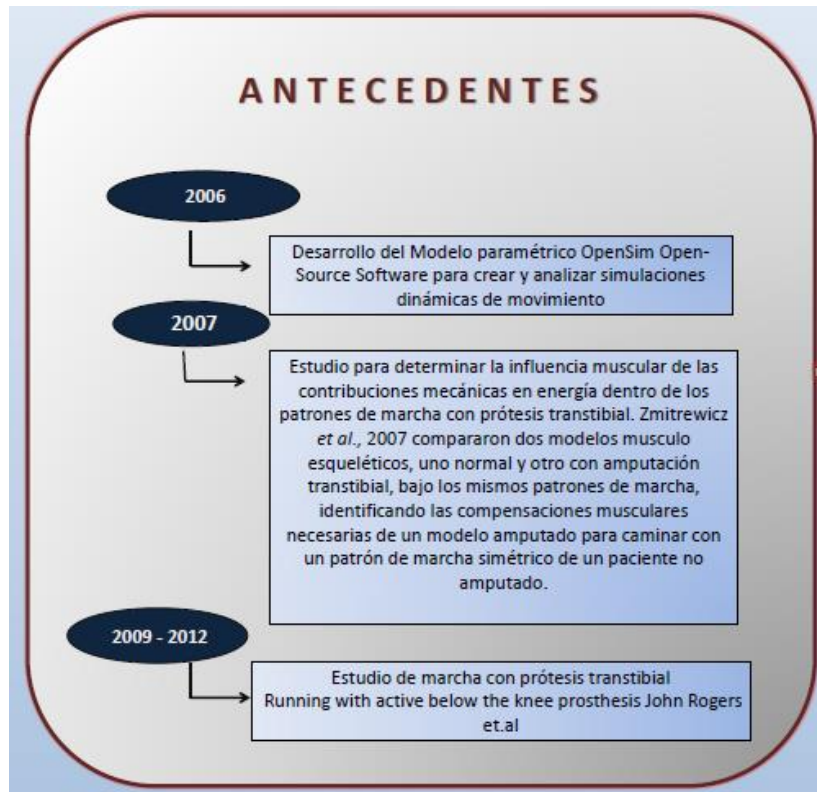 ANTECEDENTES
2006
Desarrollo del Modelo paramétrico OpenSim Open-
Source Software para crear y analizar simulaciones
dinámicas de movimiento
2007
Estudio para determinar la influencia muscular de las
contribuciones mecánicas en energía dentro de los
patrones de marcha con prótesis transtibial. Zmitrewicz
et al., 2007 compararon dos modelos musculo
esqueléticos, uno normal y otro con amputación
transtibial, bajo los mismos patrones de marcha,
identificando las compensaciones musculares
necesarias de un modelo amputado para caminar con
un patrón de marcha simétrico de un paciente no
amputado.
2009 - 2012
Estudio de marcha con prótesis transtibial
Running with active below the knee prosthesis John Rogers
et.al